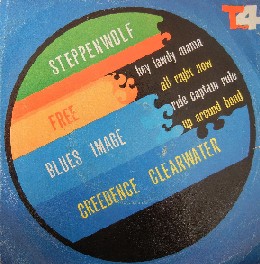 T4
STEPPENWOLF
hey lawdy mama
FREE
all right now
BLUES IMAGE
ride captain ride
CREEDENCE CLEARWATER
up around bend